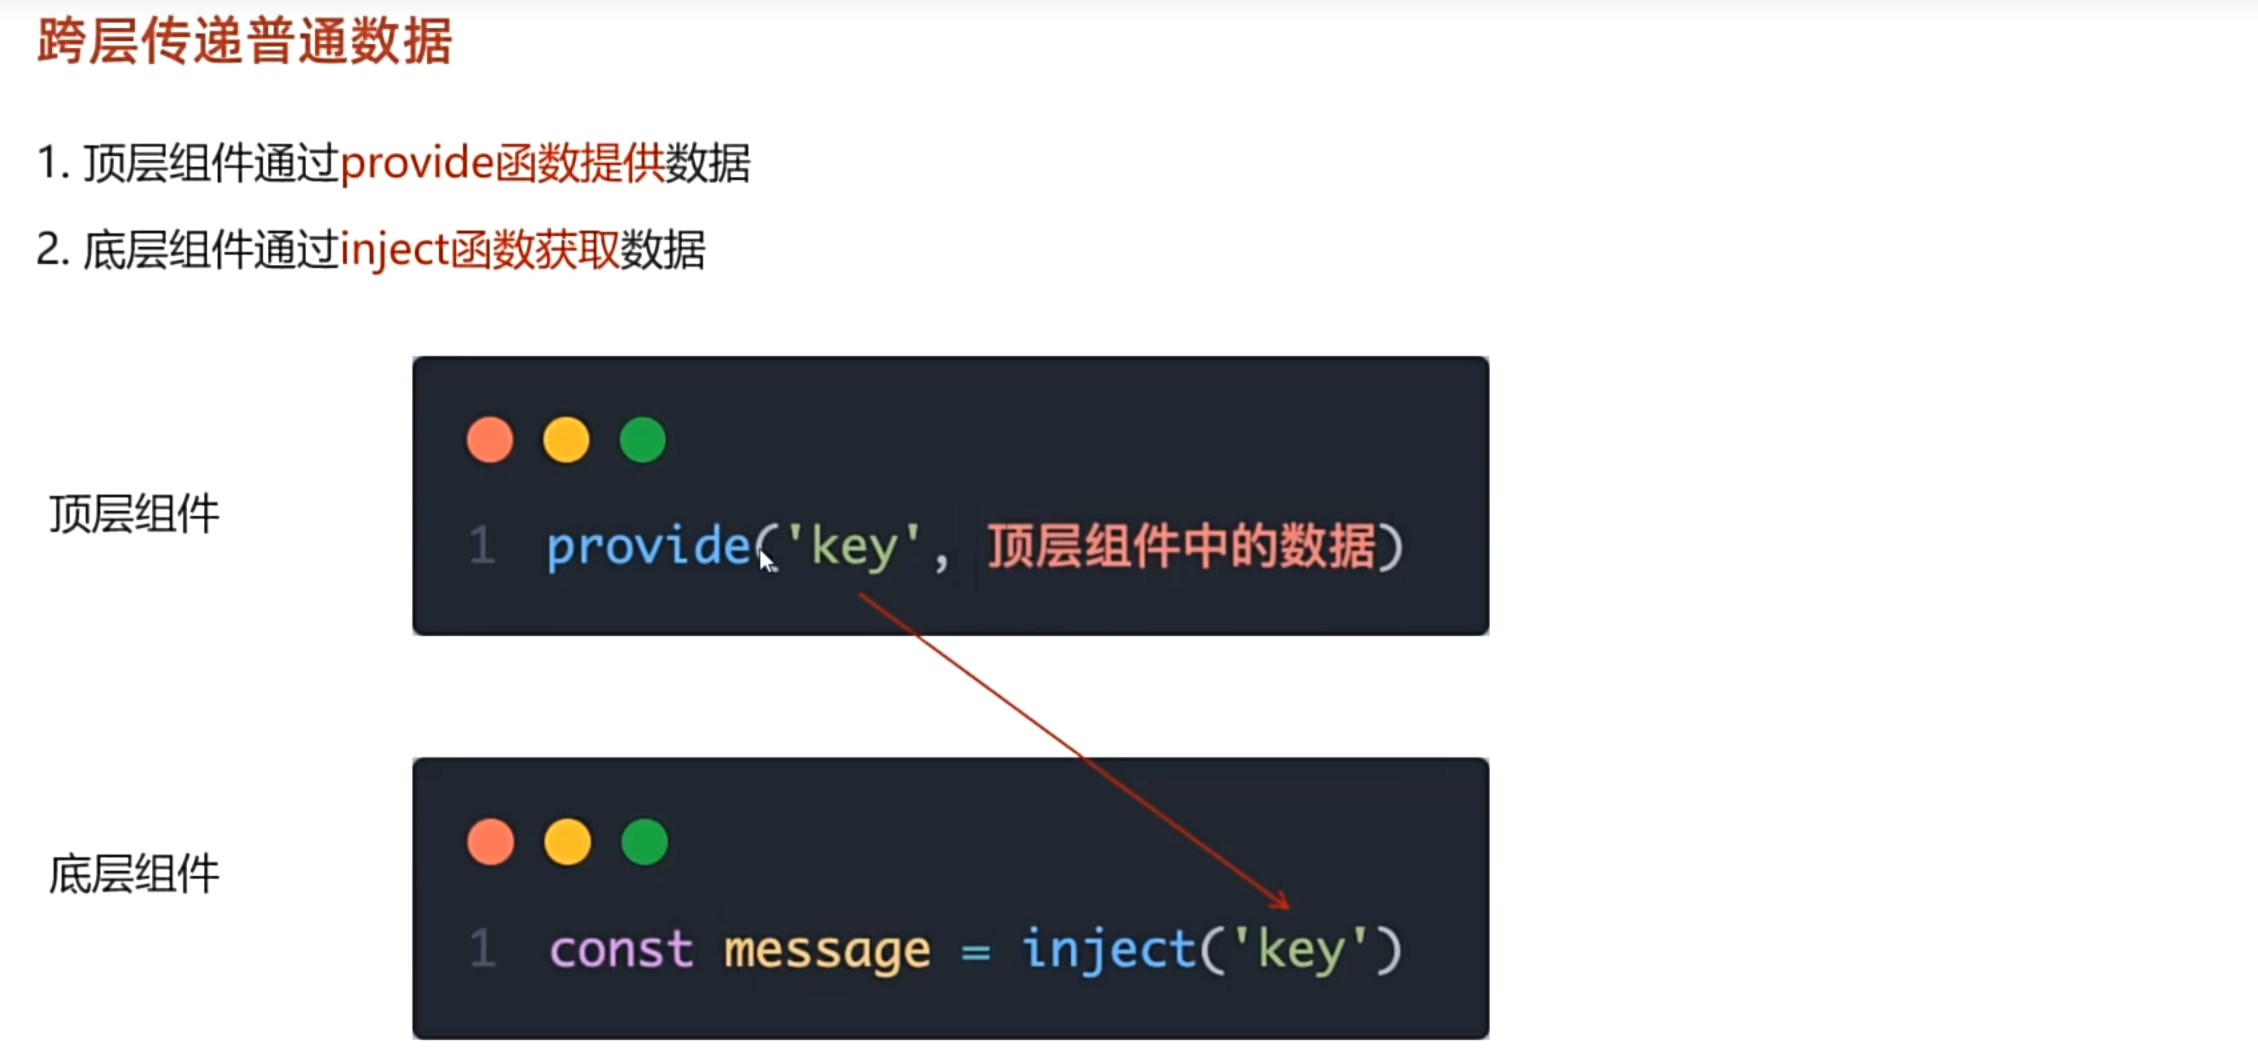 跨层传递普通数据
1. 顶层组件通过provide函数提供数据
2. 底层组件通过inject函数获取数据
顶层组件
1 provide('key', 顶层组件中的数据)
底层组件
1 const message = inject('key')